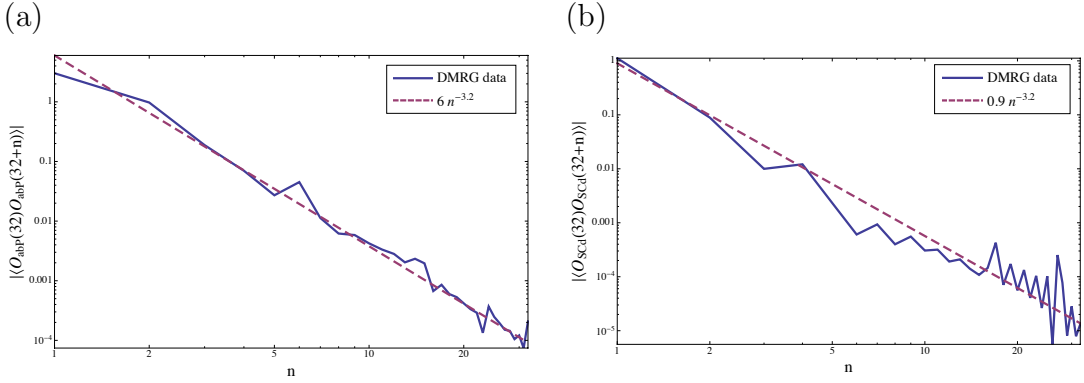 (a)
|⟨O_abP(32)O_abP(32+n)⟩|
1
0.1
0.01
0.001
10^-4
DMRG data
6 n^-3.2
1 2 5 10 20
n
(b)
|⟨O_SCd(32)O_SCd(32+n)⟩|
1
0.1
0.01
0.001
10^-4
10^-5
DMRG data
0.9 n^-3.2
1 2 5 10 20
n